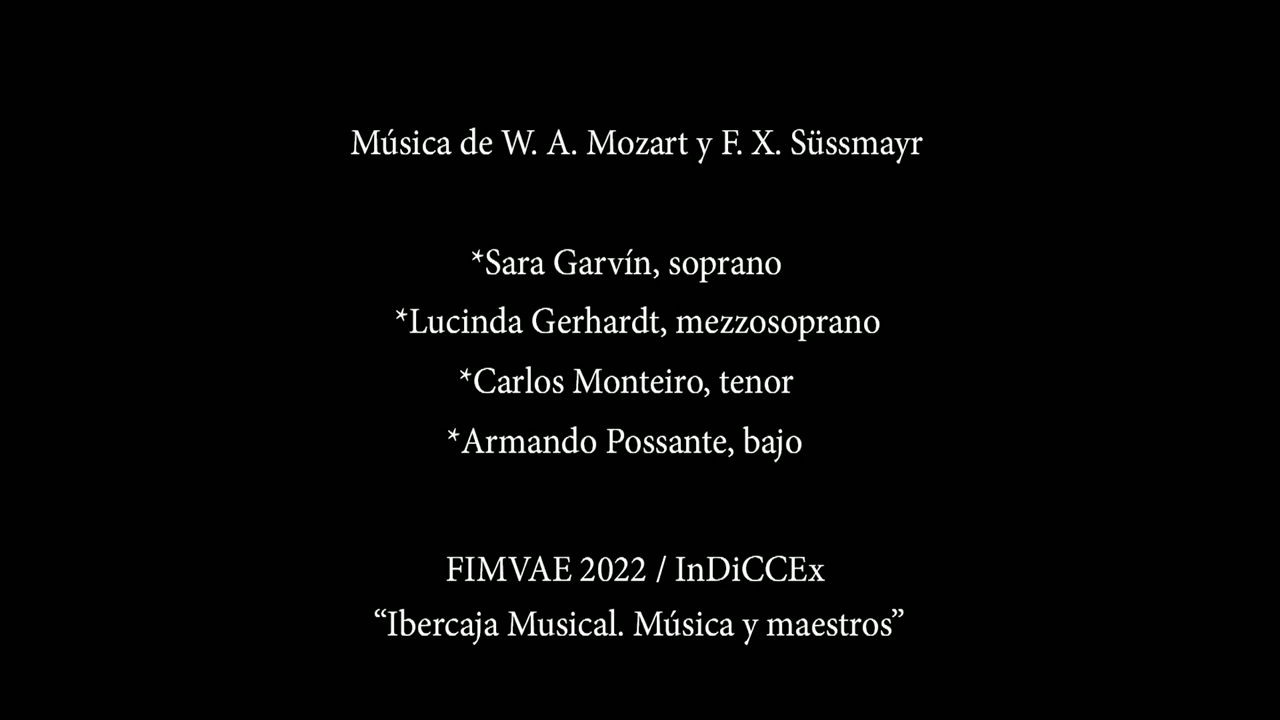 Música de W. A. Mozart y F. X. Süssmayr
*Sara Garvín, soprano
*Lucinda Gerhardt, mezzosoprano
*Carlos Monteiro, tenor
*Armando Possante, bajo
FIMVAE 2022 / InDiCCEx
“Ibercaja Musical. Música y maestros”